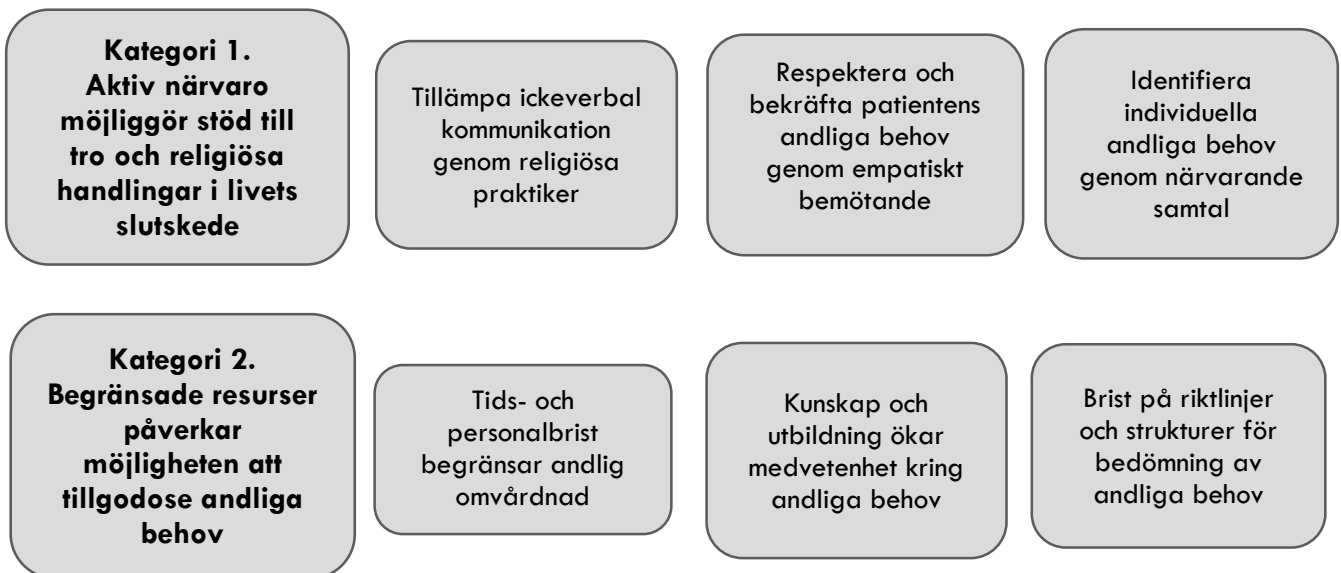 Kategori 1.
Aktiv närvaro
möjliggör stöd till
tro och religiösa
handlingar i livets
slutskede
Tillämpa ickeverbal
kommunikation
genom religiösa
praktiker
Respektera och
bekräfta patientens
andliga behov
genom empatiskt
bemötande
Identifiera
individuella
andliga behov
genom närvarande
samtal
Kategori 2.
Begränsade resurser
påverkar
möjligheten att
tillgodose andliga
behov
Tids- och
personalbrist
begränsar andlig
omvårdnad
Kunskap och
utbildning ökar
medvetenhet kring
andliga behov
Brist på riktlinjer
och strukturer för
bedömning av
andliga behov